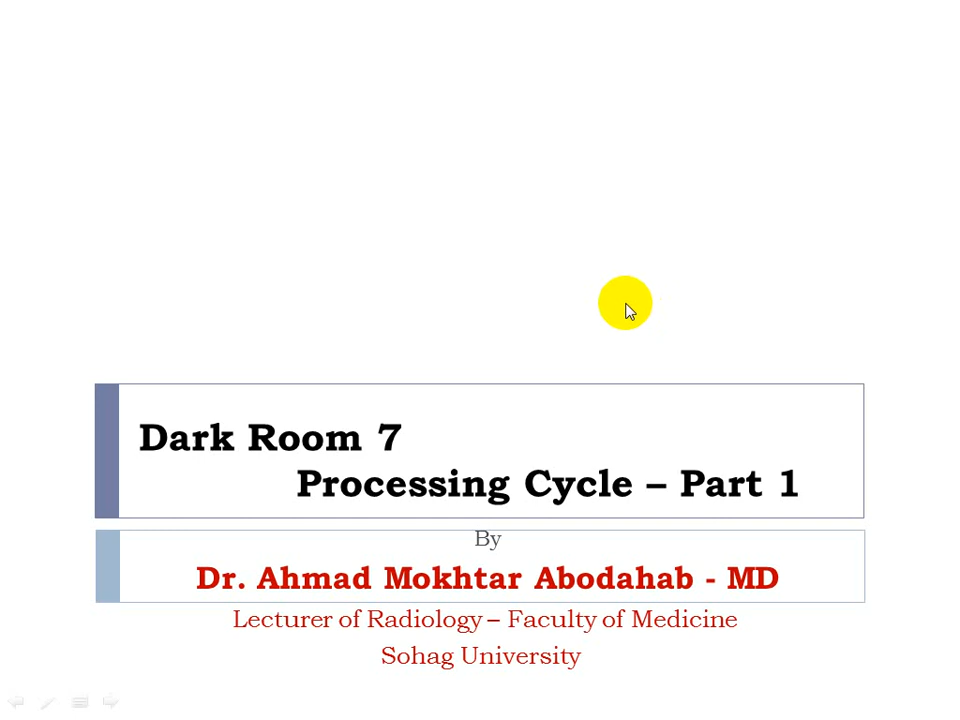 Dark Room 7
Processing Cycle – Part 1
By
Dr. Ahmad Mokhtar Abodahab - MD
Lecturer of Radiology – Faculty of Medicine
Sohag University